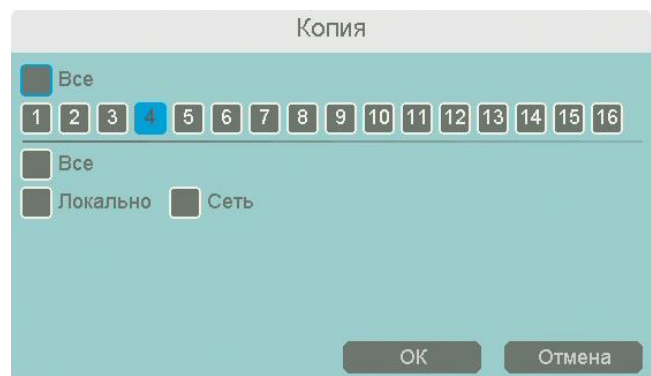 Копия
Все
1 2 3 4 5 6 7 8 9 10 11 12 13 14 15 16
Все
Локально Сеть
ОК Отмена